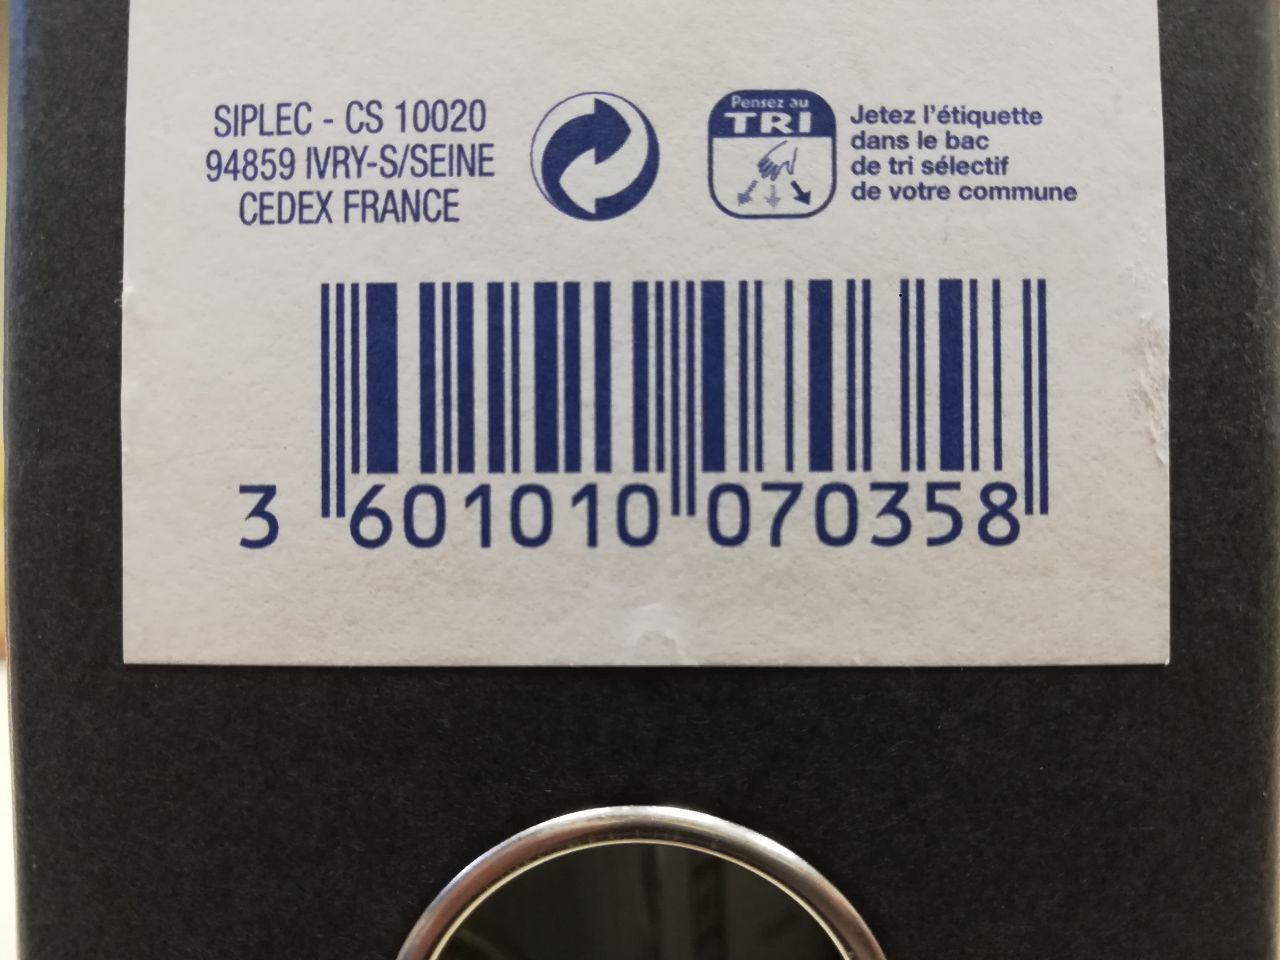 SIPLEC - CS 10020
94859 IVRY-S/SEINE
CEDEX FRANCE
Pensez au
TRI
Jetez l'étiquette
dans le bac
de tri sélectif
de votre commune
3 601010 070358